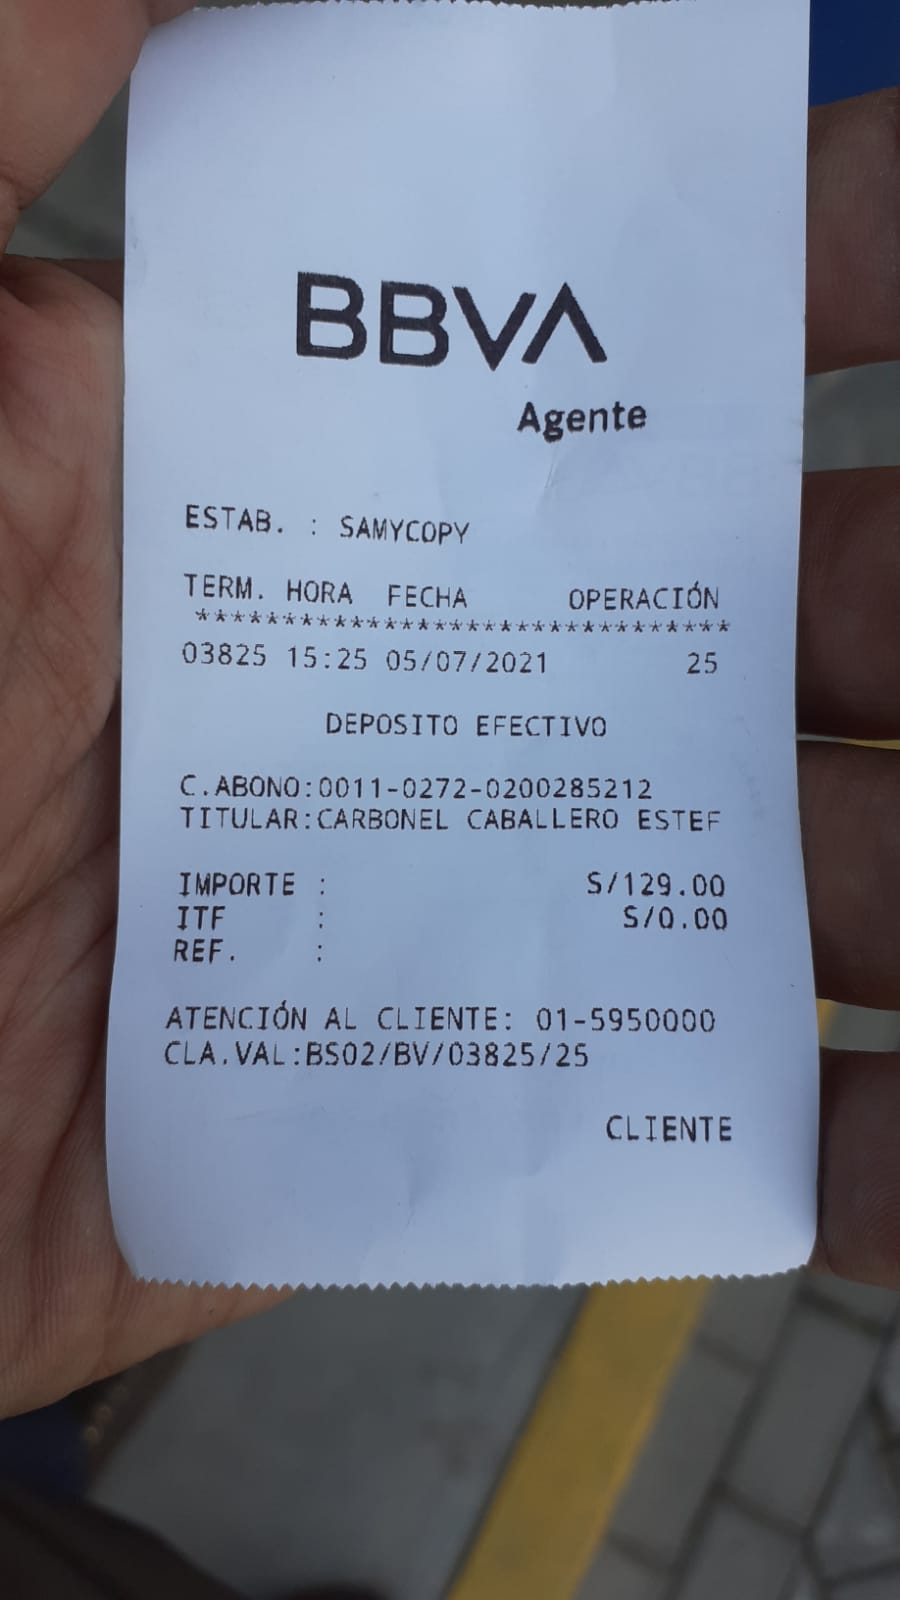 BBVA
Agente
ESTAB. : SAMYCOPY
TERM. HORA FECHA OPERACIÓN
*******************************
03825 15:25 05/07/2021 25
DEPOSITO EFECTIVO
C.ABONO:0011-0272-0200285212
TITULAR:CARBONEL CABALLERO ESTEF
IMPORTE : S/129.00
ITF : S/0.00
REF. :
ATENCIÓN AL CLIENTE: 01-5950000
CLA.VAL:BS02/BV/03825/25
CLIENTE